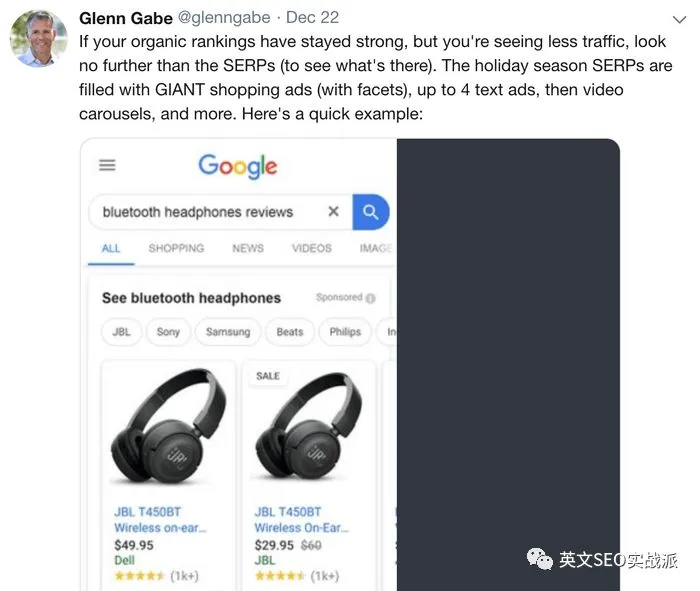 Glenn Gabe @glenngabe · Dec 22
If your organic rankings have stayed strong, but you're seeing less traffic, look
no further than the SERPs (to see what's there). The holiday season SERPs are
filled with GIANT shopping ads (with facets), up to 4 text ads, then video
carousels, and more. Here's a quick example:
Google
bluetooth headphones reviews
ALL SHOPPING NEWS VIDEOS IMAGE
See bluetooth headphones Sponsored
JBL Sony Samsung Beats Philips In
SALE
JBL T450BT JBL T450BT
Wireless on-ear... Wireless On-Ear...
$49.95 $29.95 $60
Dell JBL
(1k+) (1k+)
英文SEO实战派